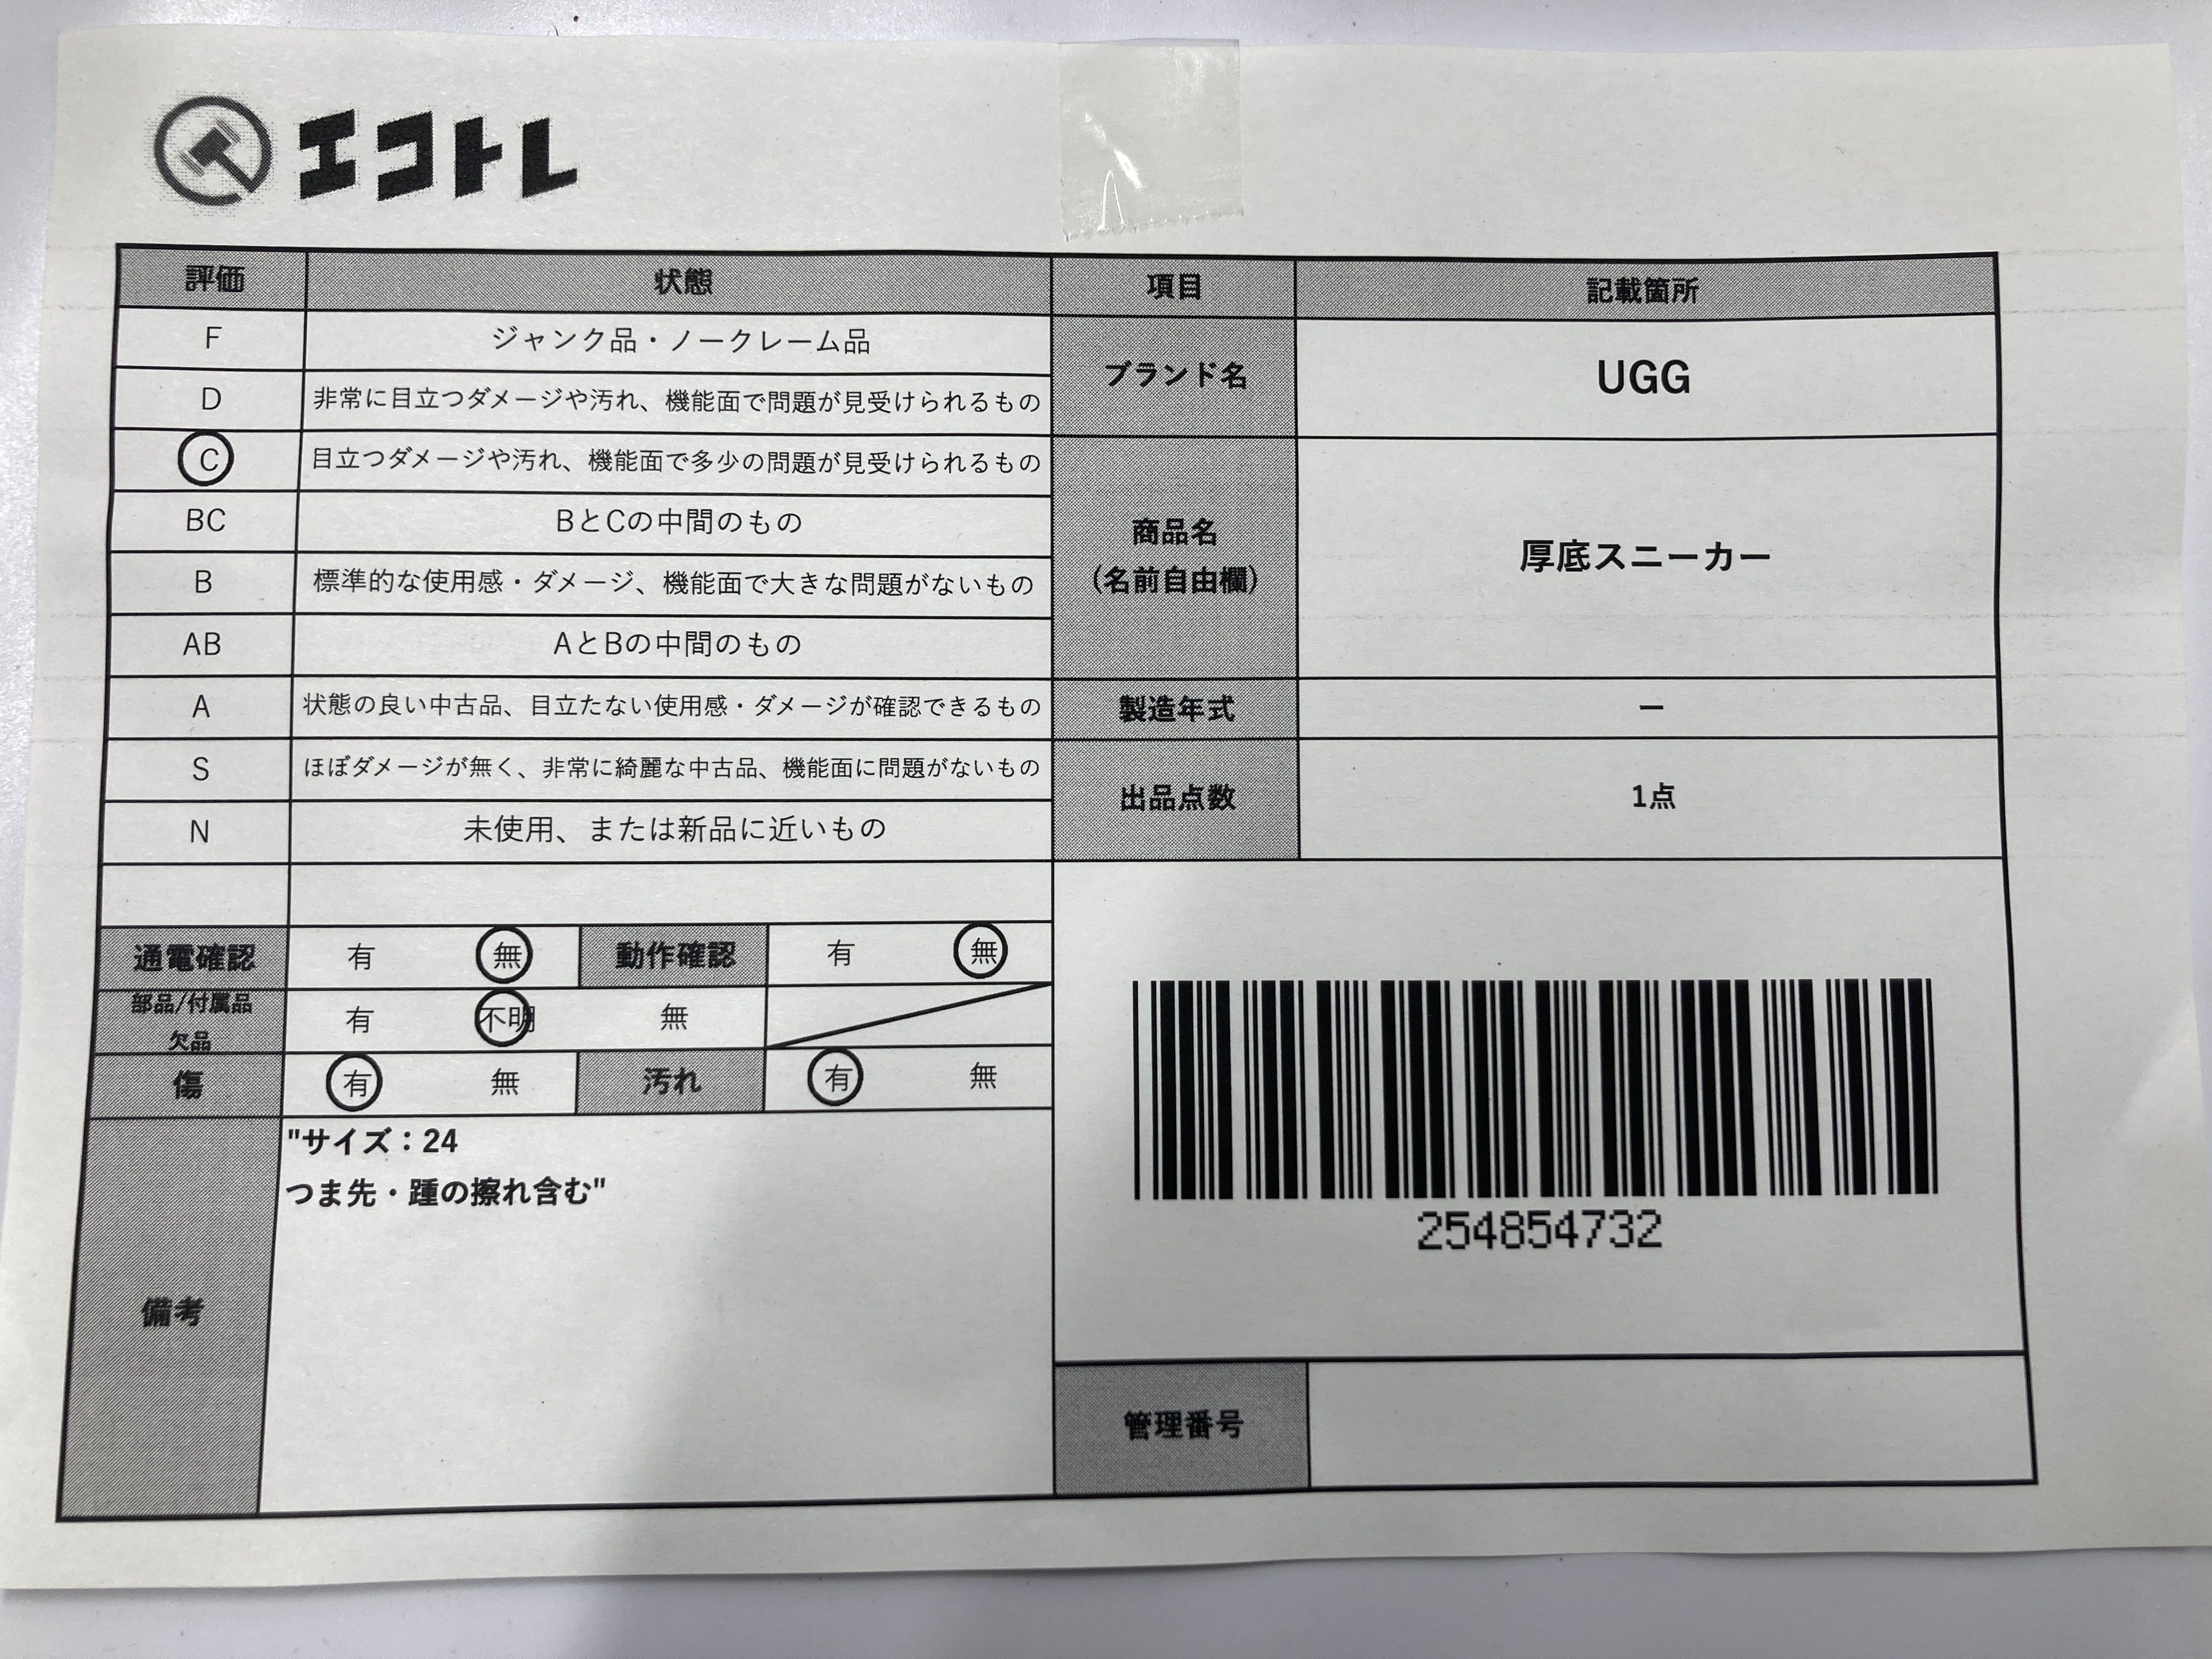 エコトレ
評価 状態 項目 記載箇所
F ジャンク品・ノークレーム品
D 非常に目立つダメージや汚れ、機能面で問題が見受けられるもの
C 目立つダメージや汚れ、機能面で多少の問題が見受けられるもの
BC BとCの中間のもの
B 標準的な使用感・ダメージ、機能面で大きな問題がないもの
AB AとBの中間のもの
A 状態の良い中古品、目立たない使用感・ダメージが確認できるもの
S ほぼダメージが無く、非常に綺麗な中古品、機能面に問題がないもの
N 未使用、または新品に近いもの
通電確認 有 無 動作確認 有 無
部品/付属品
欠品 有 不明 無
傷 有 無 汚れ 有 無
備考
"サイズ：24
つま先・踵の擦れ含む"
ブランド名 UGG
商品名
（名前自由欄） 厚底スニーカー
製造年式 ー
出品点数 1点
254854732
管理番号